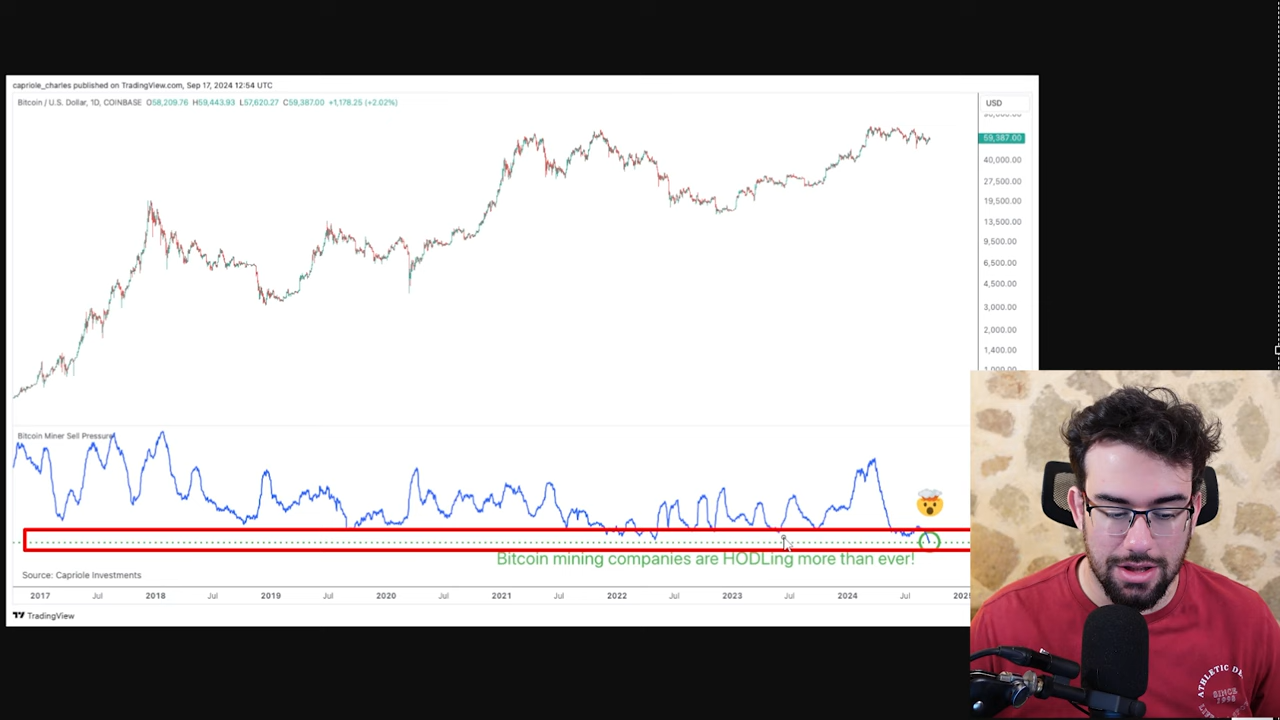 capriole_charles published on TradingView.com, Sep 17, 2024 12:54 UTC
Bitcoin / U.S. Dollar, 1D, COINBASE O58,209.76 H59,443.93 L57,620.27 C59,387.00 +1,178.25 (+2.02%)
USD
59,387.00
40,000.00
27,500.00
19,500.00
13,500.00
9,500.00
6,500.00
4,500.00
3,000.00
2,000.00
1,400.00
Bitcoin Miner Sell Pressure
Bitcoin mining companies are HODLing more than ever!
Source: Capriole Investments
2017 Jul 2018 Jul 2019 Jul 2020 Jul 2021 Jul 2022 Jul 2023 Jul 2024 Jul
TradingView
ATHLETIC
SINCE